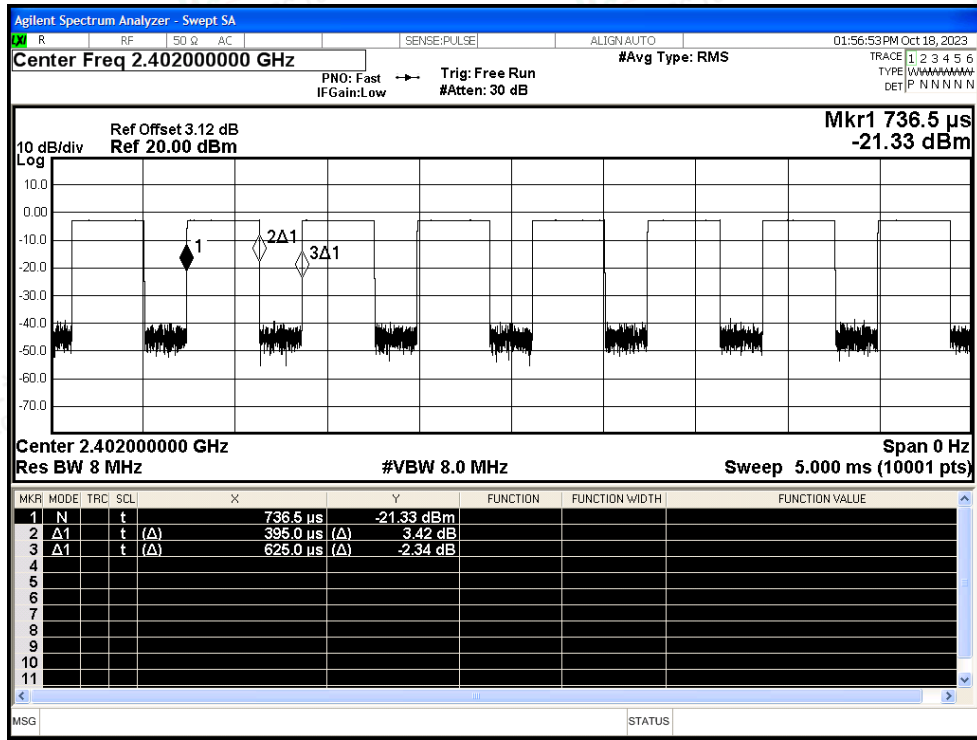 Agilent Spectrum Analyzer - Swept SA
LXI R RF 50 Ω AC SENSE:PULSE ALIGN AUTO 01:56:53 PM Oct 18, 2023
Center Freq 2.402000000 GHz
PNO: Fast
IFGain:Low
Trig: Free Run
#Atten: 30 dB
#Avg Type: RMS
TRACE 1 2 3 4 5 6
TYPE
DET P N N N N N
Mkr1 736.5 µs
-21.33 dBm
Ref Offset 3.12 dB
10 dB/div Ref 20.00 dBm
Log
10.0
0.00
-10.0
-20.0
-30.0
-40.0
-50.0
-60.0
-70.0
1
2Δ1
3Δ1
Center 2.402000000 GHz Span 0 Hz
Res BW 8 MHz #VBW 8.0 MHz Sweep 5.000 ms (10001 pts)
MKR MODE TRC SCL X Y FUNCTION FUNCTION WIDTH FUNCTION VALUE
1 N t 736.5 µs -21.33 dBm
2 Δ1 t (Δ) 395.0 µs (Δ) 3.42 dB
3 Δ1 t (Δ) 625.0 µs (Δ) -2.34 dB
4
5
6
7
8
9
10
11
MSG STATUS